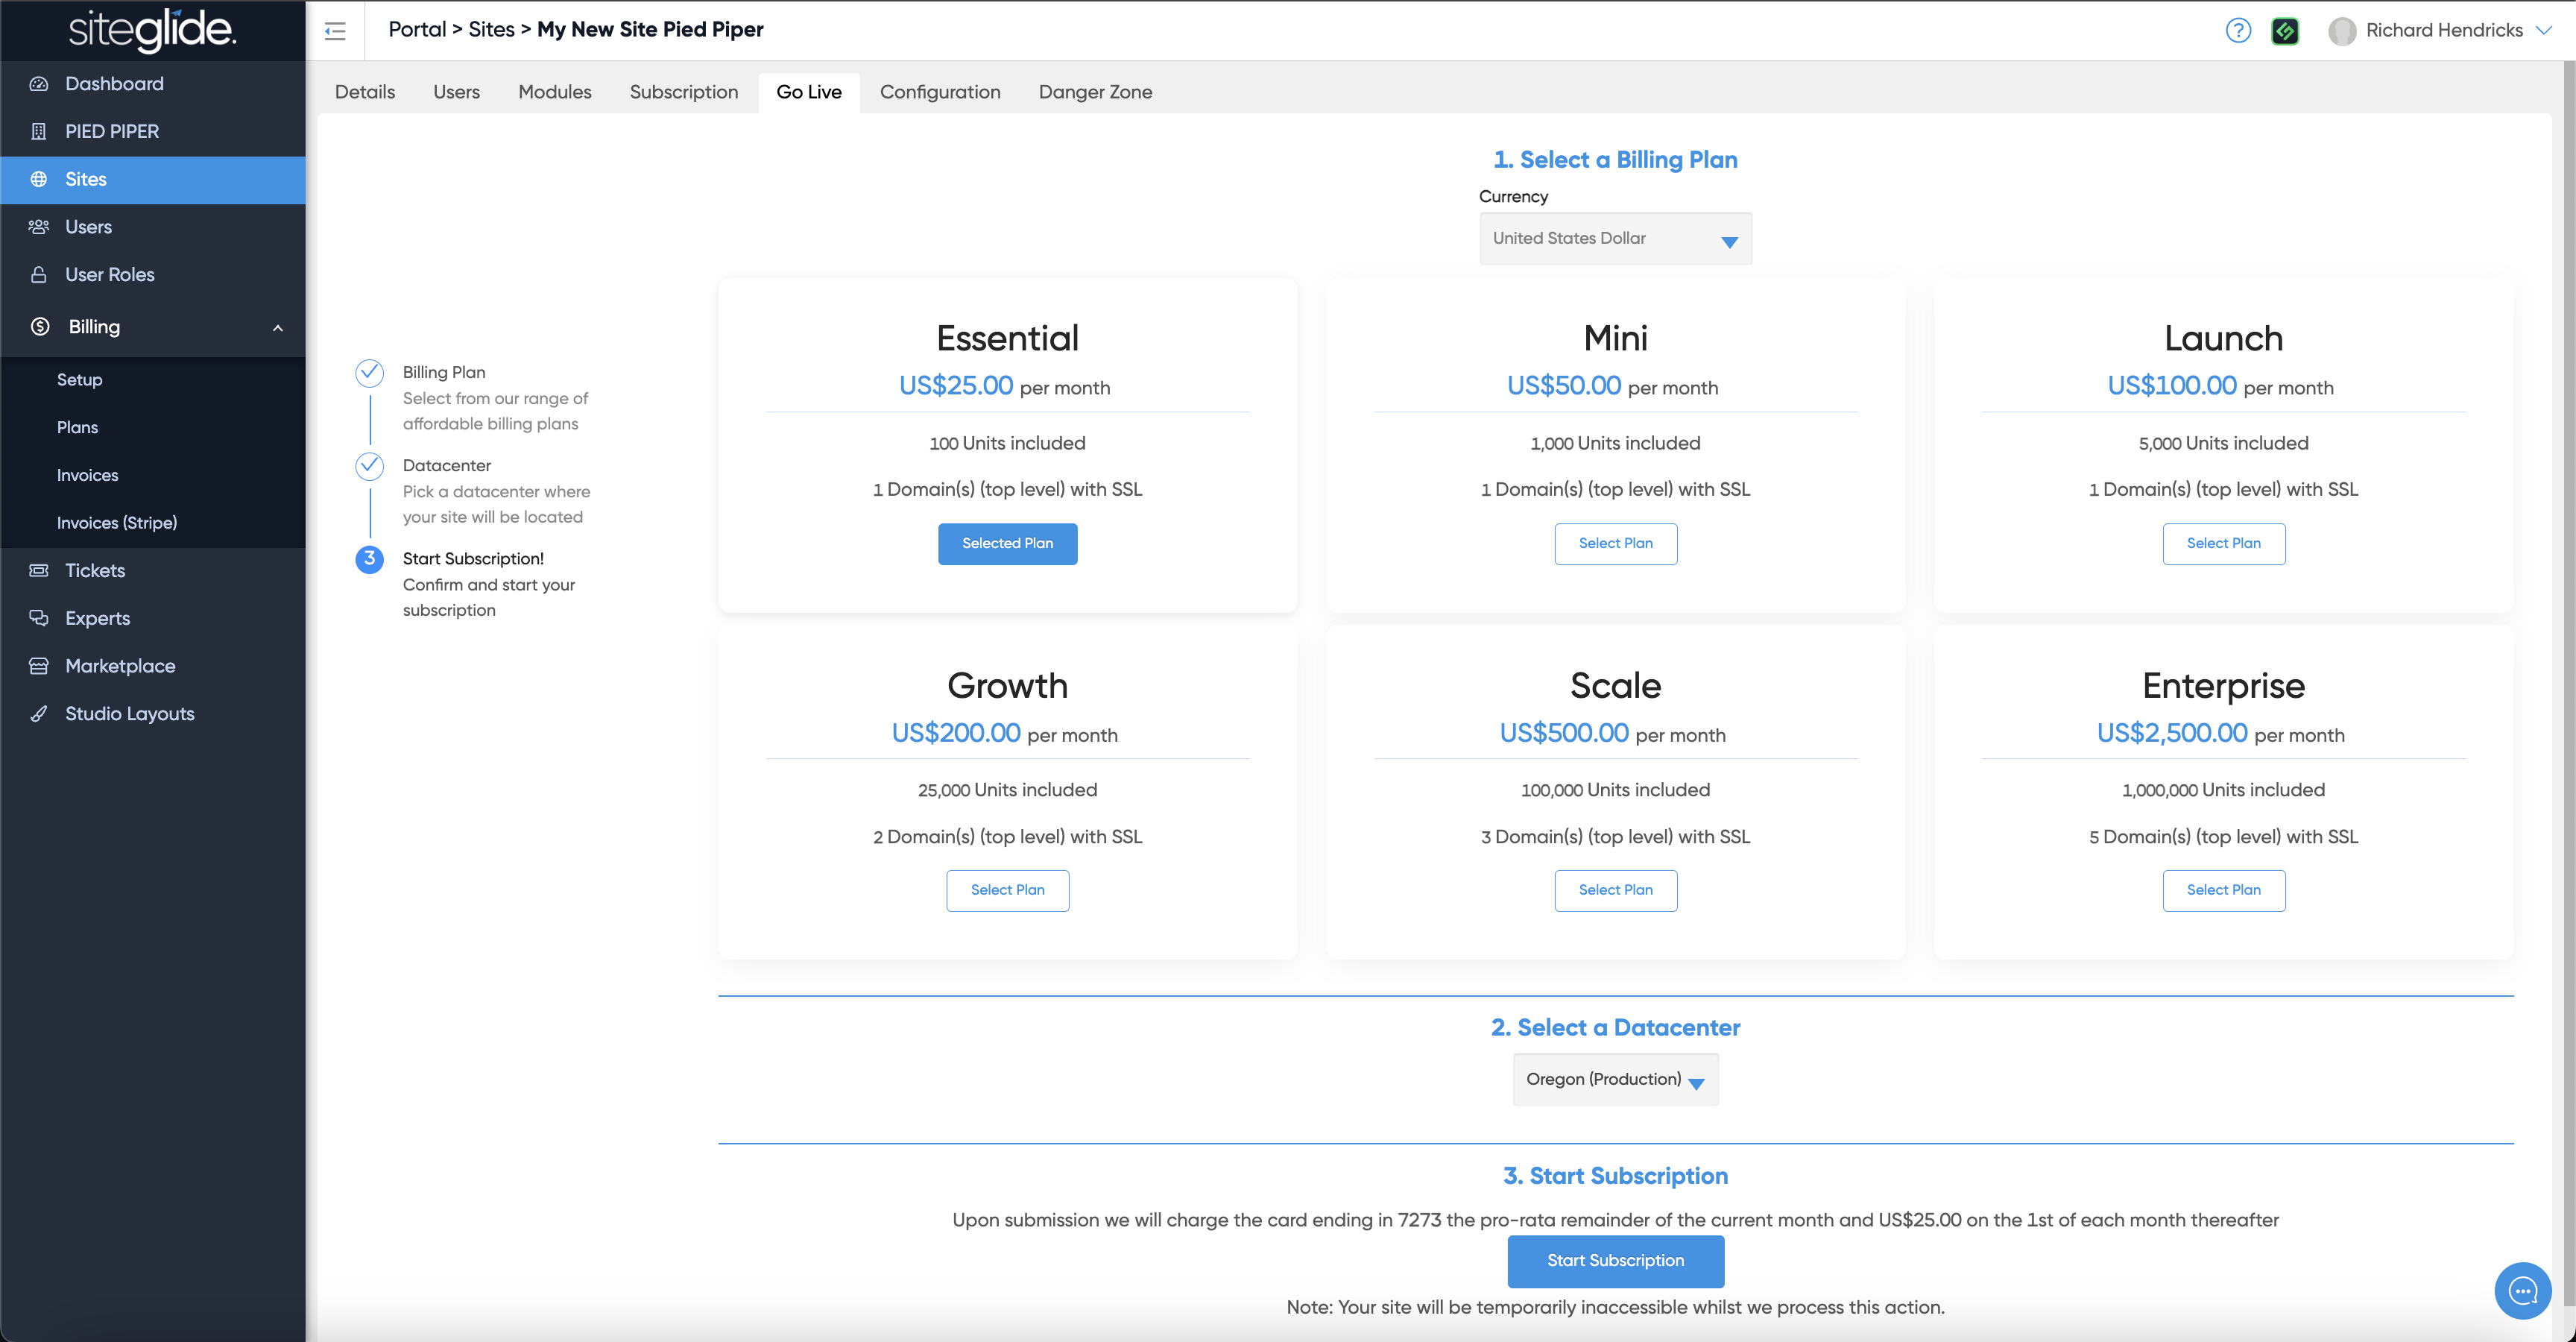 siteglide.
Portal > Sites > My New Site Pied Piper
Richard Hendricks
Dashboard
PIED PIPER
Sites
Users
User Roles
Billing
Setup
Plans
Invoices
Invoices (Stripe)
Tickets
Experts
Marketplace
Studio Layouts
Details
Users
Modules
Subscription
Go Live
Configuration
Danger Zone
Billing Plan
Select from our range of
affordable billing plans
Datacenter
Pick a datacenter where
your site will be located
3
Start Subscription!
Confirm and start your
subscription
1. Select a Billing Plan
Currency
United States Dollar
Essential
US$25.00 per month
100 Units included
1 Domain(s) (top level) with SSL
Selected Plan
Mini
US$50.00 per month
1,000 Units included
1 Domain(s) (top level) with SSL
Select Plan
Launch
US$100.00 per month
5,000 Units included
1 Domain(s) (top level) with SSL
Select Plan
Growth
US$200.00 per month
25,000 Units included
2 Domain(s) (top level) with SSL
Select Plan
Scale
US$500.00 per month
100,000 Units included
3 Domain(s) (top level) with SSL
Select Plan
Enterprise
US$2,500.00 per month
1,000,000 Units included
5 Domain(s) (top level) with SSL
Select Plan
2. Select a Datacenter
Oregon (Production)
3. Start Subscription
Upon submission we will charge the card ending in 7273 the pro-rata remainder of the current month and US$25.00 on the 1st of each month thereafter
Start Subscription
Note: Your site will be temporarily inaccessible whilst we process this action.